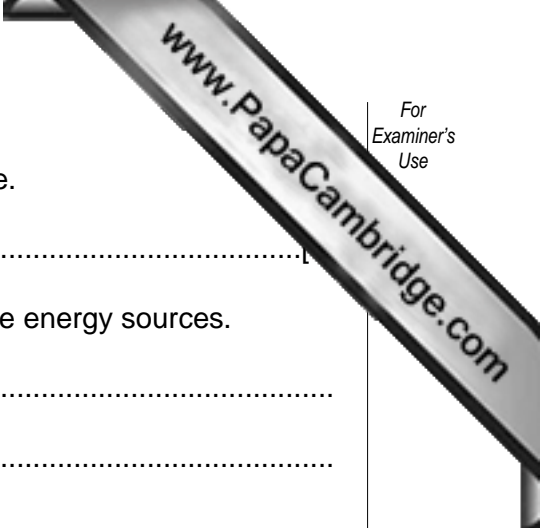 www.PapaCambridge.com
For
Examiner's
Use
e.
....................................................[
e energy sources.
....................................................
....................................................